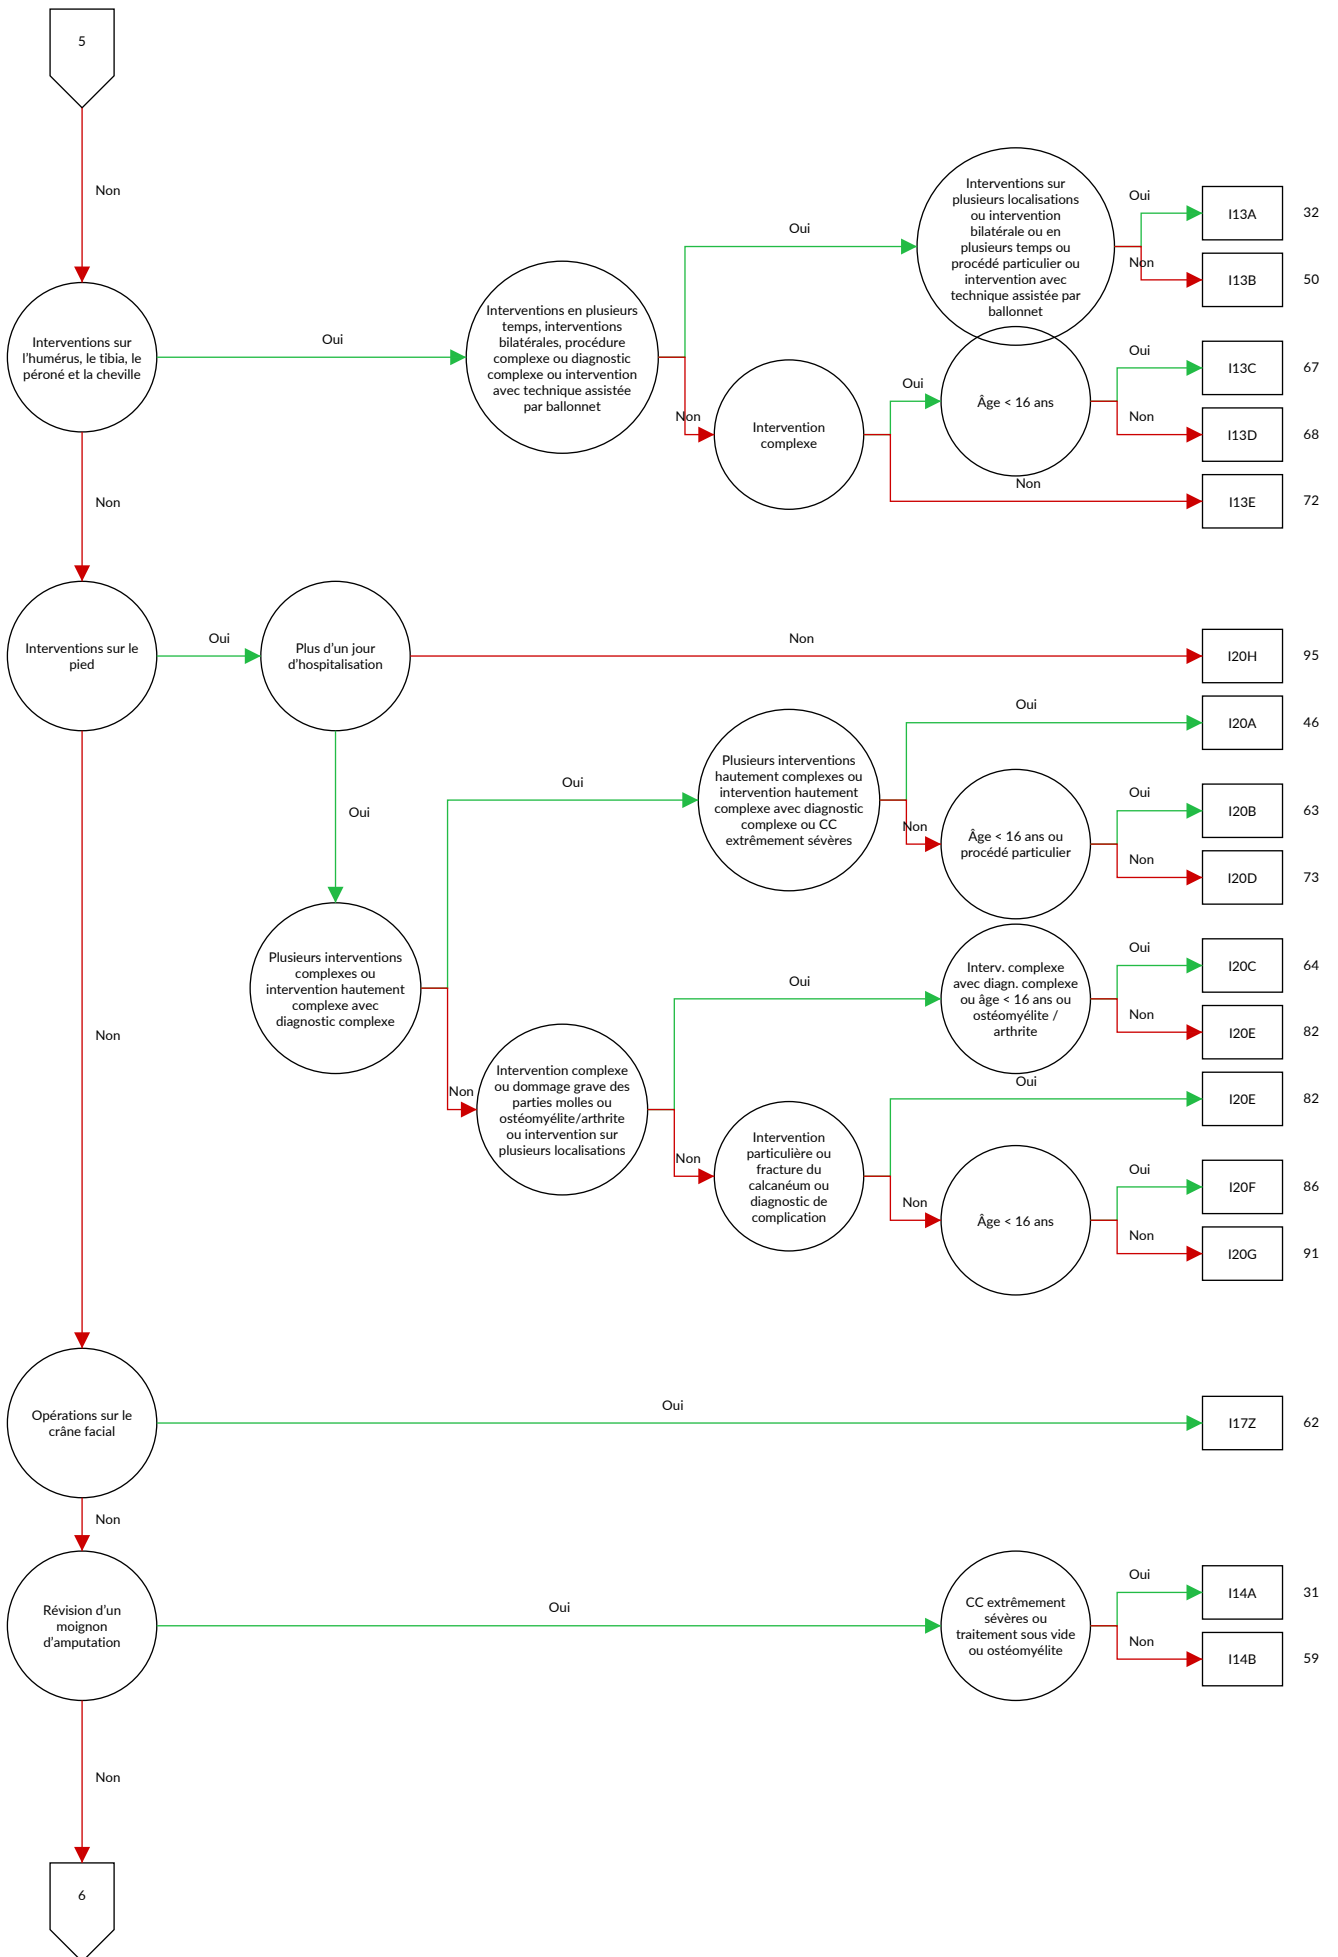 5
Non
Interventions sur
l'humérus, le tibia, le
péroné et la cheville
Oui
Interventions en plusieurs
temps, interventions
bilatérales, procédure
complexe ou diagnostic
complexe ou intervention
avec technique assistée
par ballonnet
Oui
Interventions sur
plusieurs localisations
ou intervention
bilatérale ou en
plusieurs temps ou
procédé particulier ou
intervention avec
technique assistée par
ballonnet
Oui
I13A
32
Non
I13B
50
Non
Intervention
complexe
Oui
Âge < 16 ans
Oui
I13C
67
Non
I13D
68
Non
I13E
72
Non
Interventions sur le
pied
Oui
Plus d'un jour
d'hospitalisation
Non
I20H
95
Oui
Plusieurs interventions
complexes ou
intervention hautement
complexe avec
diagnostic complexe
Oui
Plusieurs interventions
hautement complexes ou
intervention hautement
complexe avec diagnostic
complexe ou CC
extrêmement sévères
Oui
I20A
46
Non
Âge < 16 ans ou
procédé particulier
Oui
I20B
63
Non
I20D
73
Non
Intervention complexe
ou dommage grave des
parties molles ou
ostéomyélite/arthrite
ou intervention sur
plusieurs localisations
Oui
Interv. complexe
avec diagn. complexe
ou âge < 16 ans ou
ostéomyélite /
arthrite
Oui
I20C
64
Non
I20E
82
Non
Intervention
particulière ou
fracture du
calcanéum ou
diagnostic de
complication
Oui
I20E
82
Non
Âge < 16 ans
Oui
I20F
86
Non
I20G
91
Non
Opérations sur le
crâne facial
Oui
I17Z
62
Non
Révision d'un
moignon
d'amputation
Oui
CC extrêmement
sévères ou
traitement sous vide
ou ostéomyélite
Oui
I14A
31
Non
I14B
59
Non
6